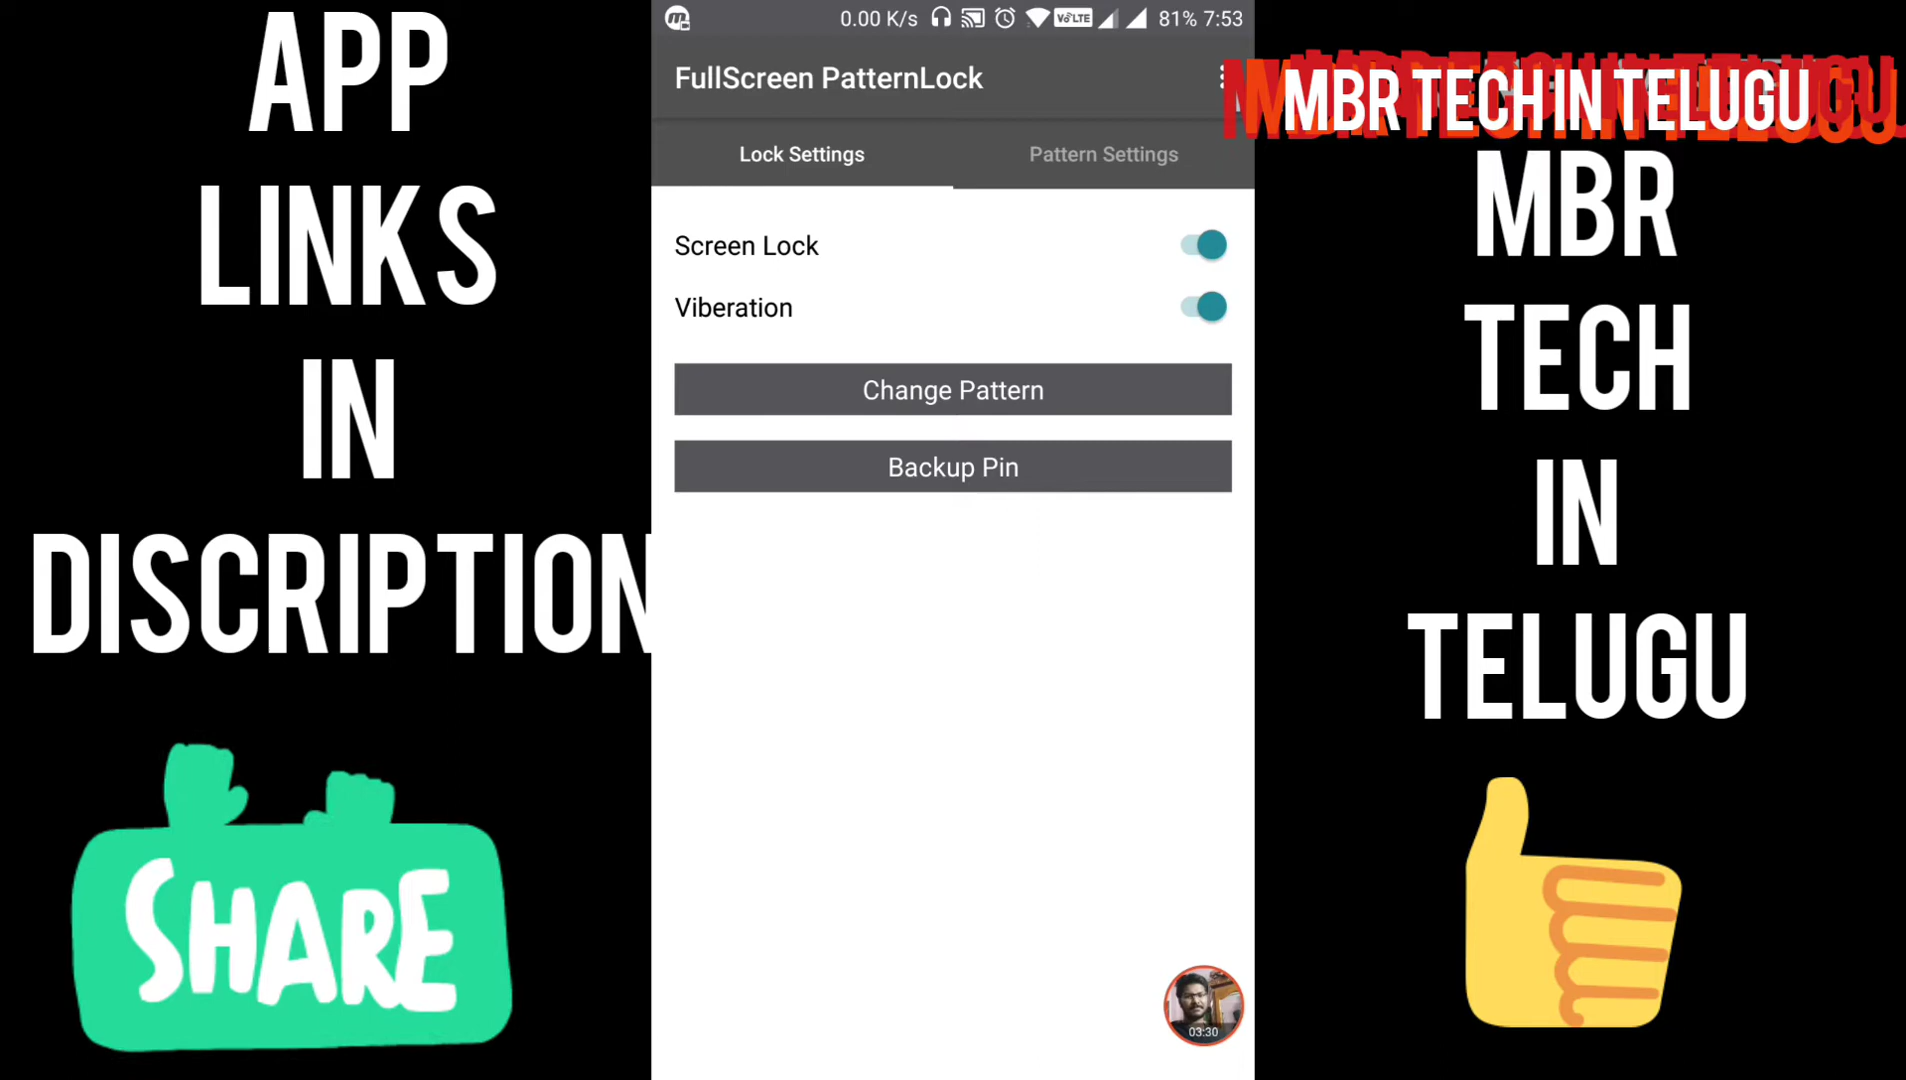 APP
LINKS
IN
DISCRIPTION
SHARE
0.00 K/s VoLTE 81% 7:53
FullScreen PatternLock
Lock Settings Pattern Settings
Screen Lock
Viberation
Change Pattern
Backup Pin
03:30
MBR TECH IN TELUGU
MBR
TECH
IN
TELUGU